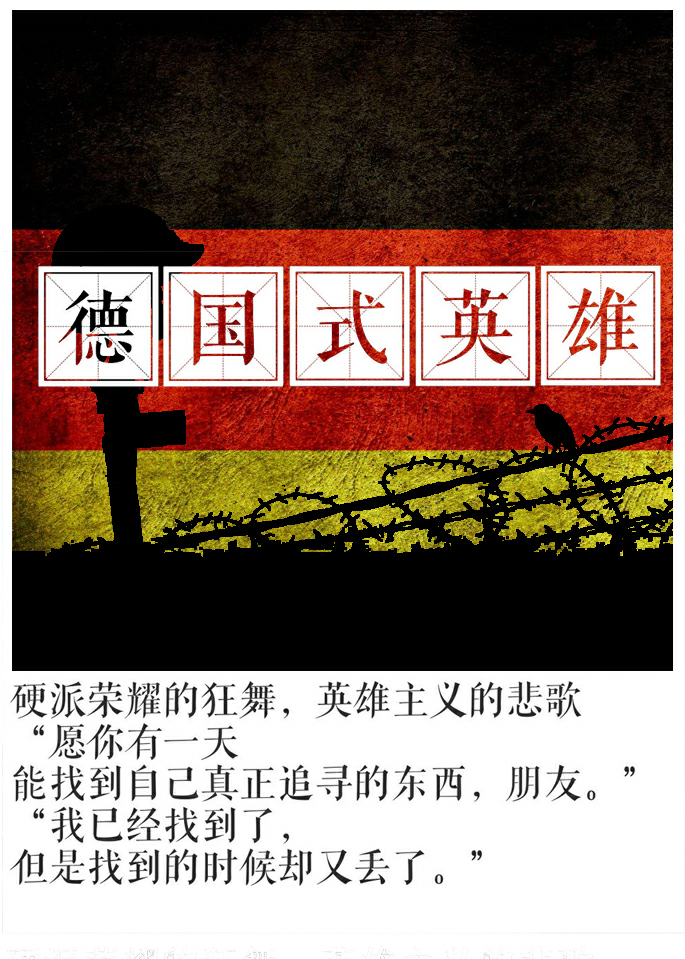 德国式英雄
硬派荣耀的狂舞，英雄主义的悲歌
“愿你有一天
能找到自己真正追寻的东西，朋友。”
“我已经找到了，
但是找到的时候却又丢了。”